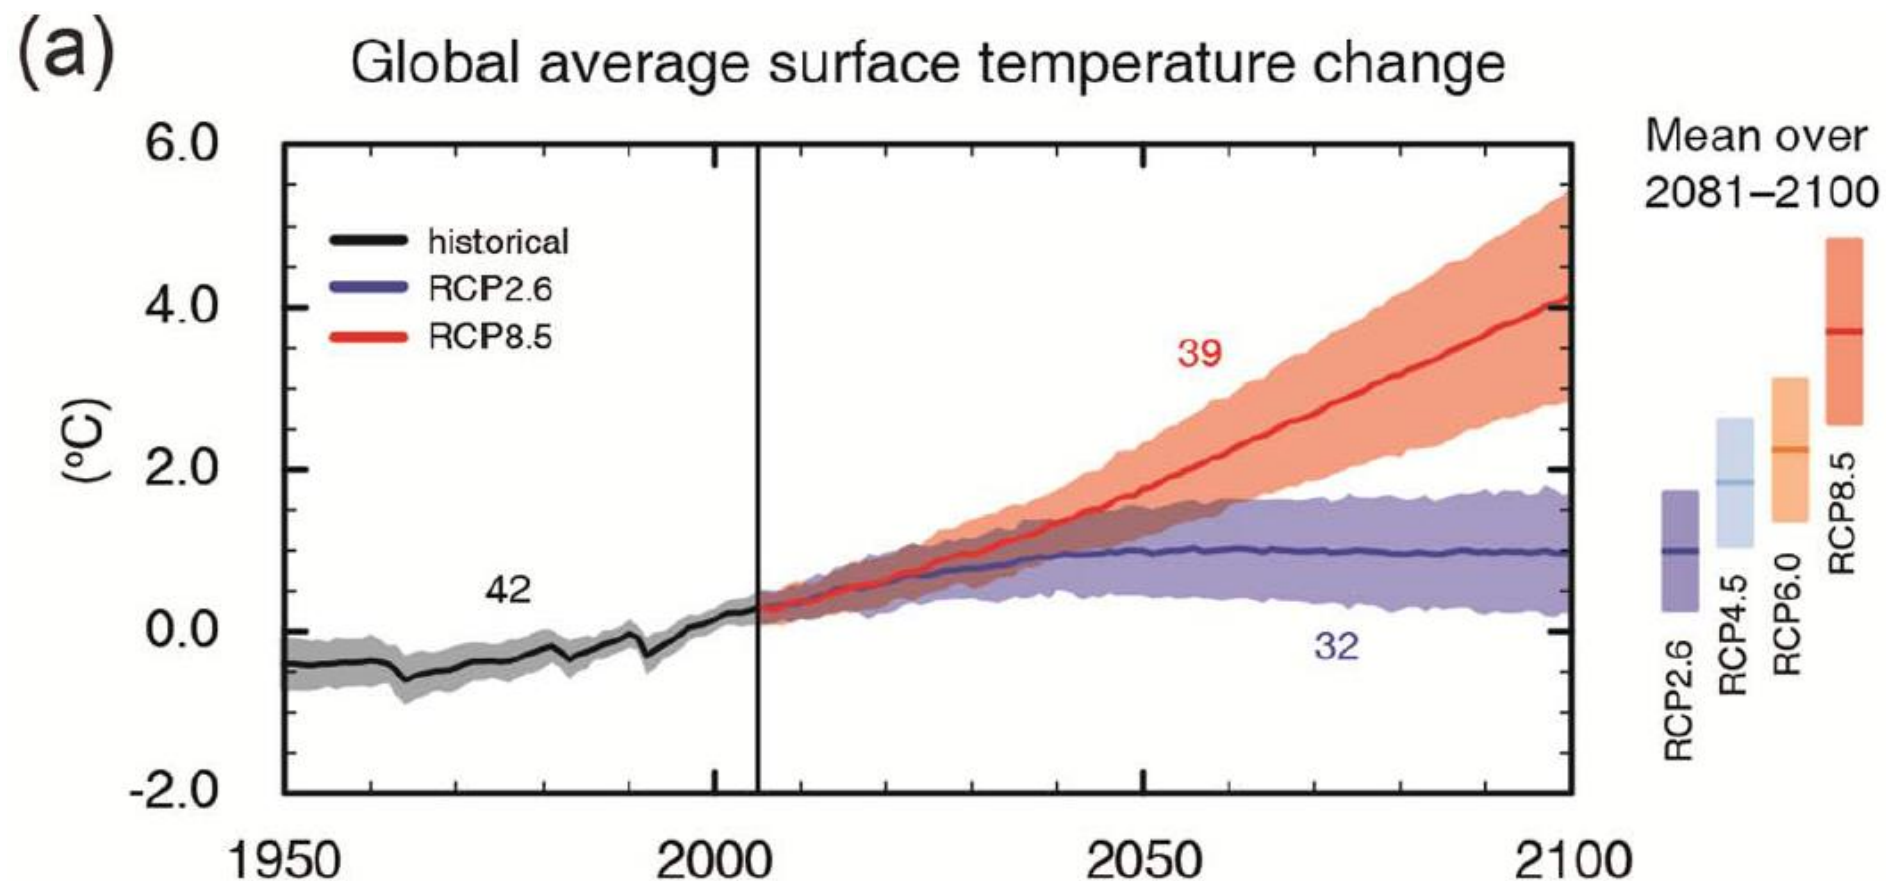 (a)
Global average surface temperature change
6.0
4.0
2.0
0.0
-2.0
(ºC)
historical
RCP2.6
RCP8.5
42
39
32
1950
2000
2050
2100
Mean over
2081–2100
RCP2.6
RCP4.5
RCP6.0
RCP8.5